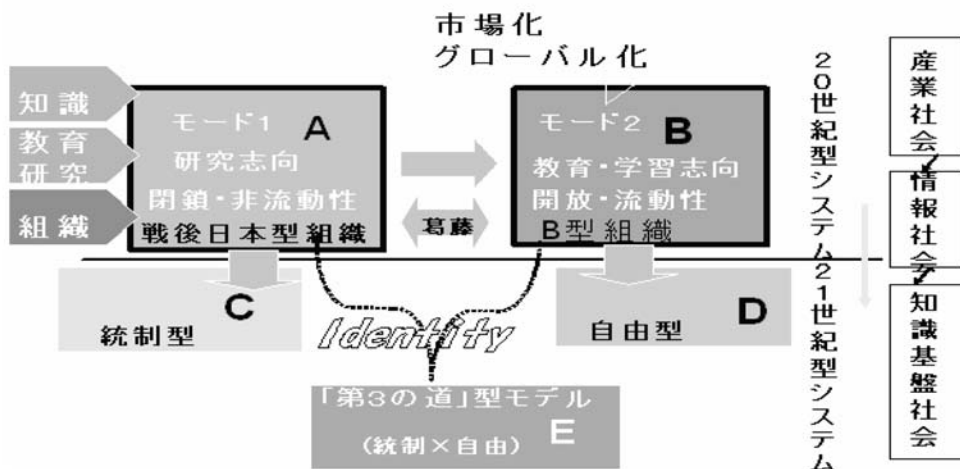 市場化
グローバル化
知識
教育
研究
組織
モード1
A
研究志向
閉鎖・非流動性
戦後日本型組織
葛藤
モード2
B
教育・学習志向
開放・流動性
B型組織
C
統制型
Identity
D
自由型
「第3の道」型モデル
(統制×自由)
E
20世紀型システム
21世紀型システム
産業社会
情報社会
知識基盤社会